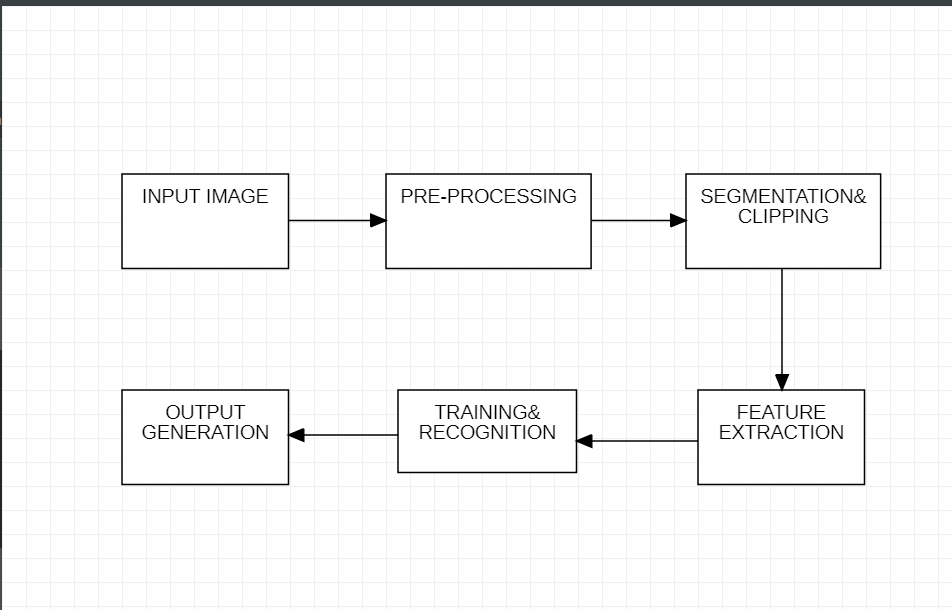 INPUT IMAGE
PRE-PROCESSING
SEGMENTATION&
CLIPPING
FEATURE
EXTRACTION
TRAINING&
RECOGNITION
OUTPUT
GENERATION